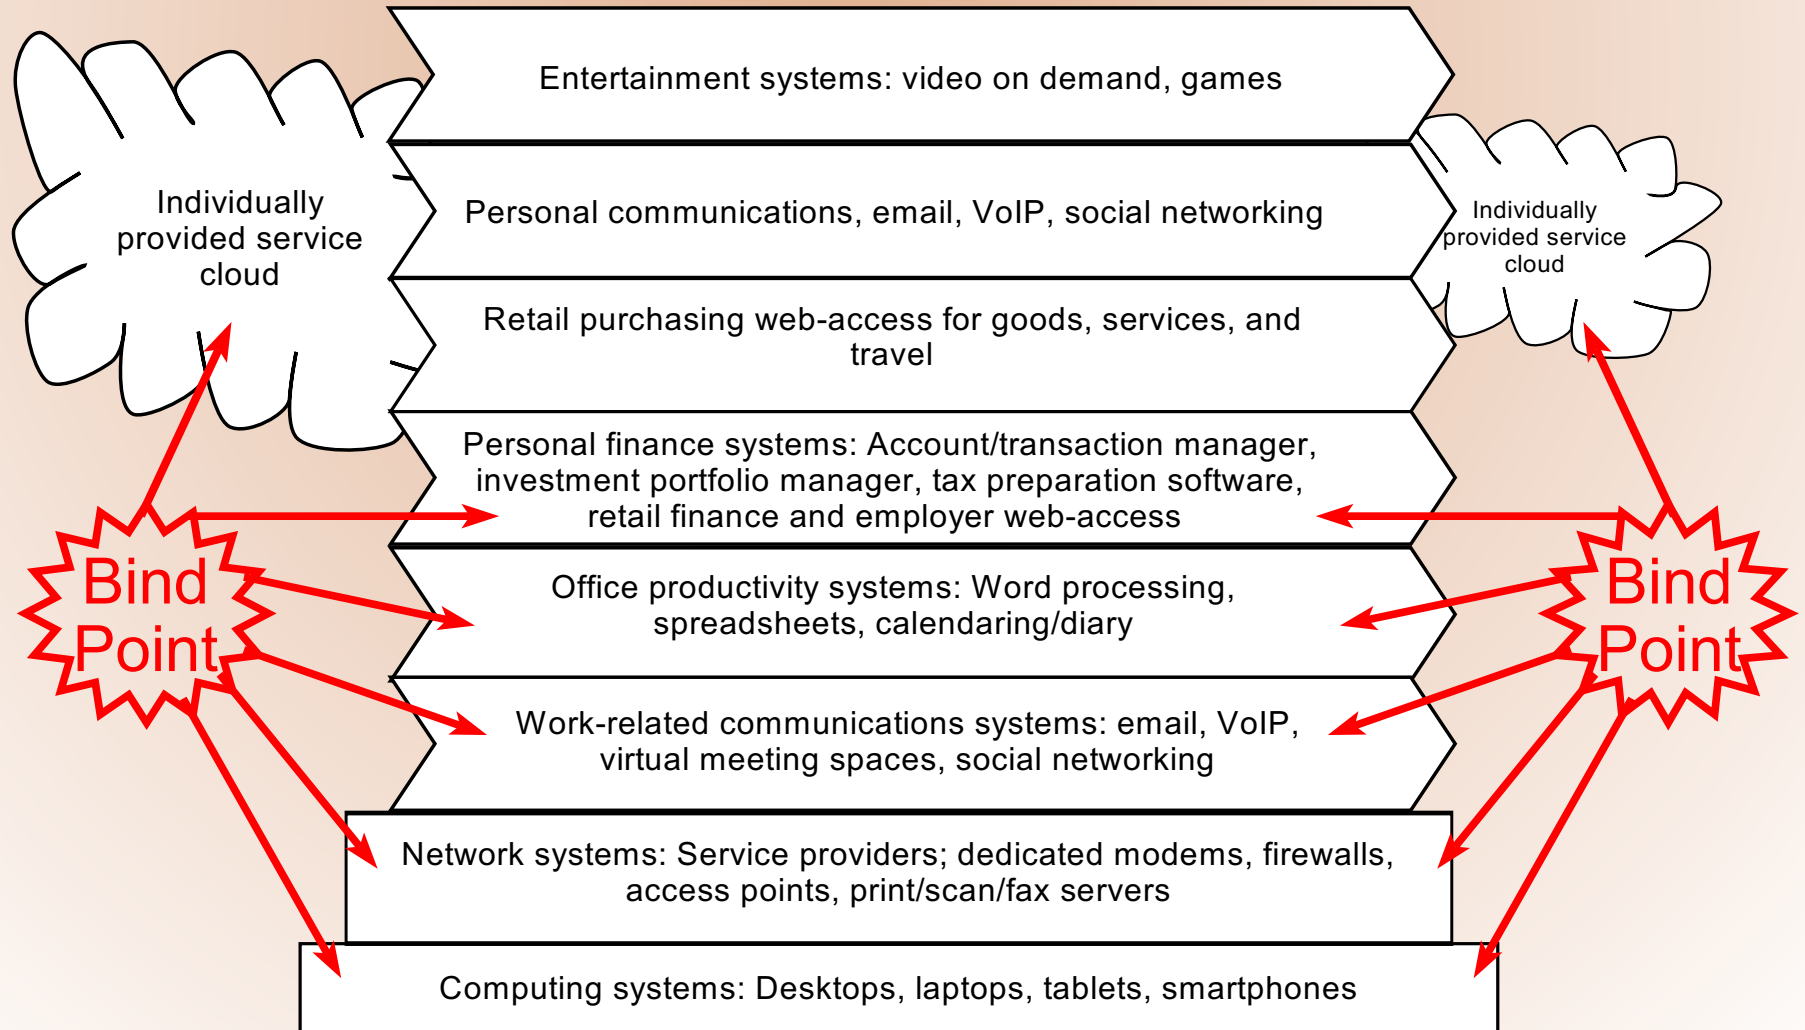 Entertainment systems: video on demand, games
Individually
provided service
cloud
Personal communications, email, VoIP, social networking
Individually
provided service
cloud
Retail purchasing web-access for goods, services, and
travel
Personal finance systems: Account/transaction manager,
investment portfolio manager, tax preparation software,
retail finance and employer web-access
Bind
Point
Office productivity systems: Word processing,
spreadsheets, calendaring/diary
Bind
Point
Work-related communications systems: email, VoIP,
virtual meeting spaces, social networking
Network systems: Service providers; dedicated modems, firewalls,
access points, print/scan/fax servers
Computing systems: Desktops, laptops, tablets, smartphones